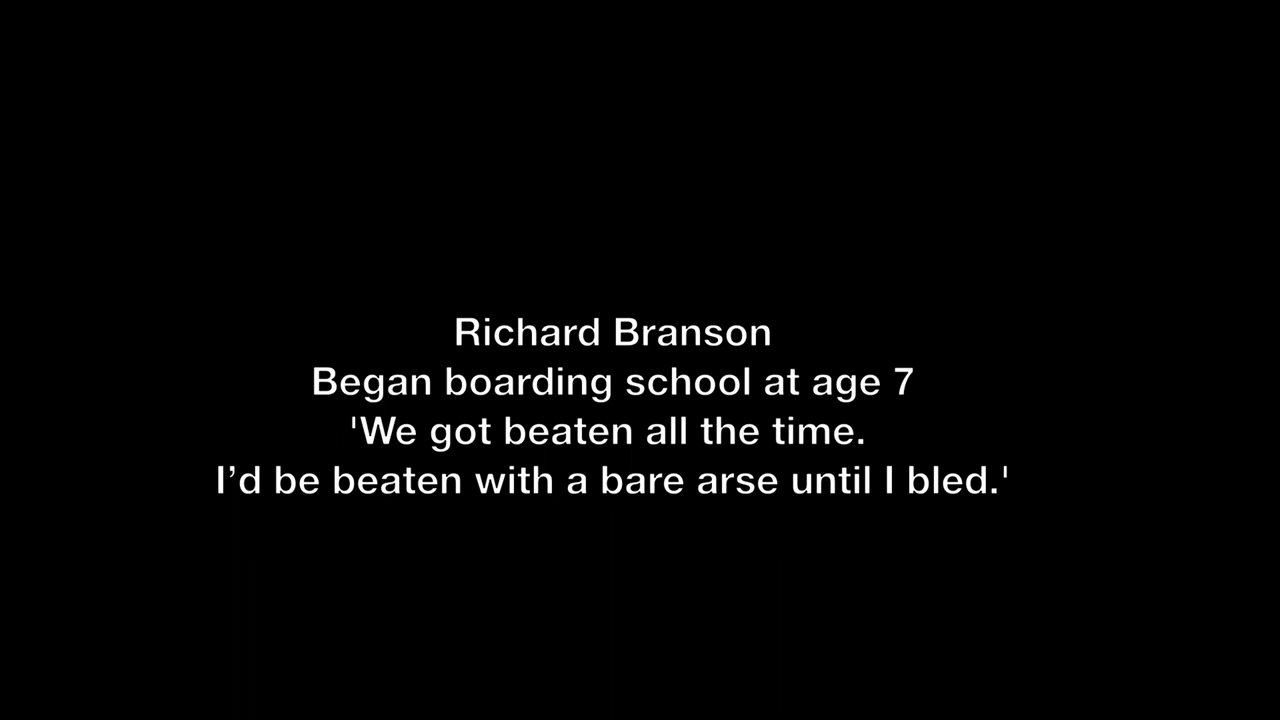 Richard Branson
Began boarding school at age 7
'We got beaten all the time.
I’d be beaten with a bare arse until I bled.'